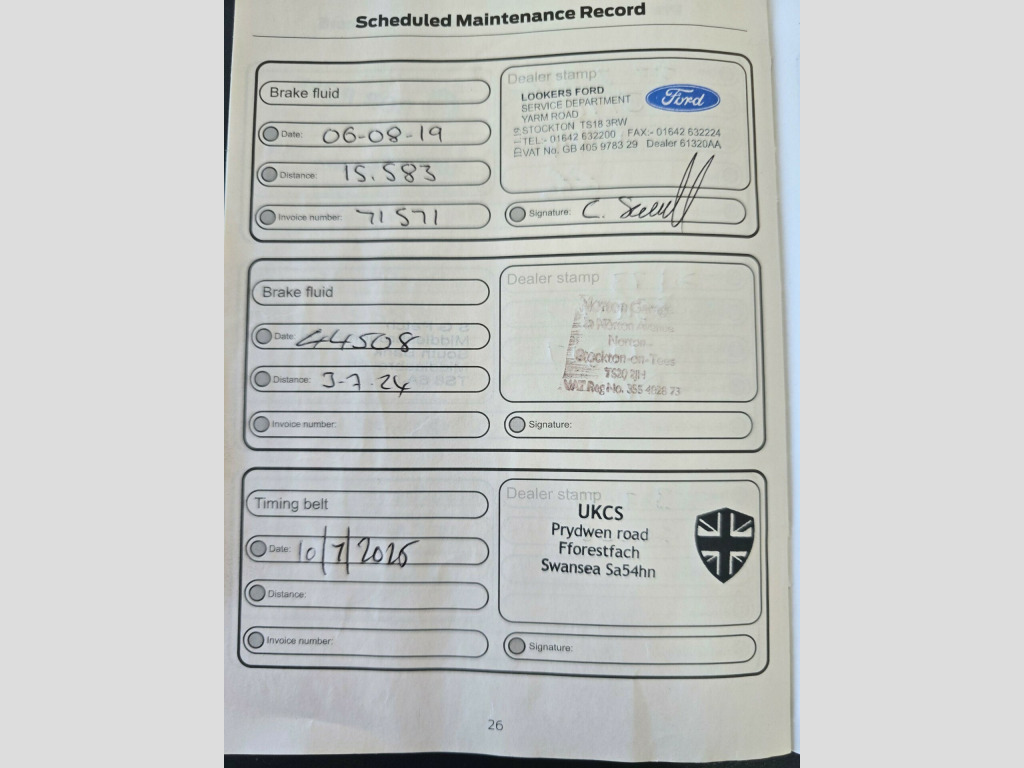 Scheduled Maintenance Record
Brake fluid
Date: 06-08-19
Distance: 15.583
Invoice number: 71571
Dealer stamp
LOOKERS FORD
SERVICE DEPARTMENT
YARM ROAD
STOCKTON TS18 3RW
TEL:- 01642 632200 FAX:- 01642 632224
VAT No. GB 405 9783 29 Dealer 61320AA
Ford
Signature: C.
Brake fluid
Date: 44508
Distance: 3-7.24
Invoice number:
Dealer stamp
Norton
Stockton-on-Tees
VAT Reg No. 355
Signature:
Timing belt
Date: 10/7/2025
Distance:
Invoice number:
Dealer stamp
UKCS
Prydwen road
Fforestfach
Swansea Sa54hn
Signature:
26